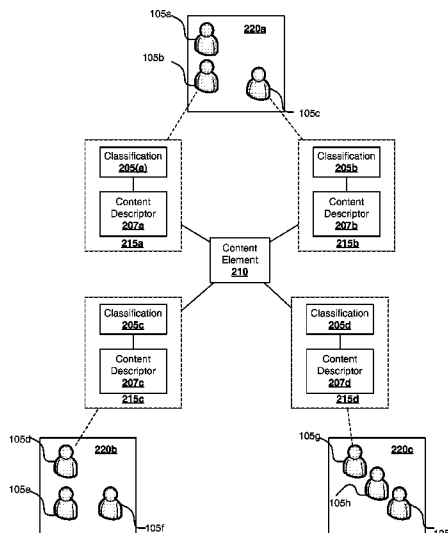 105a
220a
105b
105c
Classification
205(a)
Content
Descriptor
207a
215a
Classification
205b
Content
Descriptor
207b
215b
Content
Element
210
Classification
205c
Content
Descriptor
207c
215c
Classification
205d
Content
Descriptor
207d
215d
105d
220b
105e
105f
105g
220c
105h